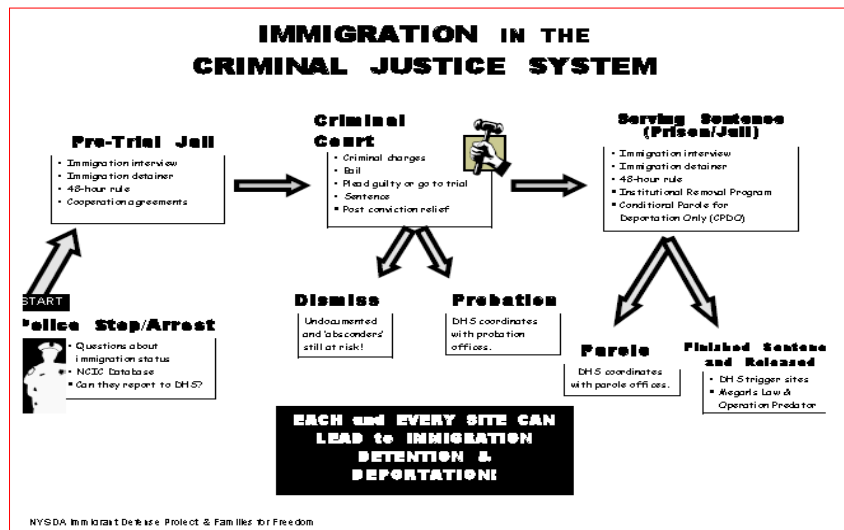 IMMIGRATION IN THE
CRIMINAL JUSTICE SYSTEM
START
Police Stop/Arrest
• Questions about
immigration status
• NCIC Database
• Can they report to DHS?
Pre-Trial Jail
• Immigration interview
• Immigration detainer
• 48-hour rule
• Cooperation agreements
Criminal
Court
• Criminal charges
• Bail
• Plead guilty or go to trial
• Sentence
• Post conviction relief
Dismiss
Undocumented
and 'absconders'
still at risk!
Probation
DHS coordinates
with probation
offices.
Serving Sentence
(Prison/Jail)
• Immigration interview
• Immigration detainer
• 48-hour rule
• Institutional Removal Program
• Conditional Parole for
Deportation Only (CPDO)
Parole
DHS coordinates
with parole offices.
Finished Sentence
and Released
• DHS trigger sites
• Megan's Law &
Operation Predator
EACH and EVERY SITE CAN
LEAD to IMMIGRATION
DETENTION &
DEPORTATION!
NYSDA Immigrant Defense Project & Families for Freedom